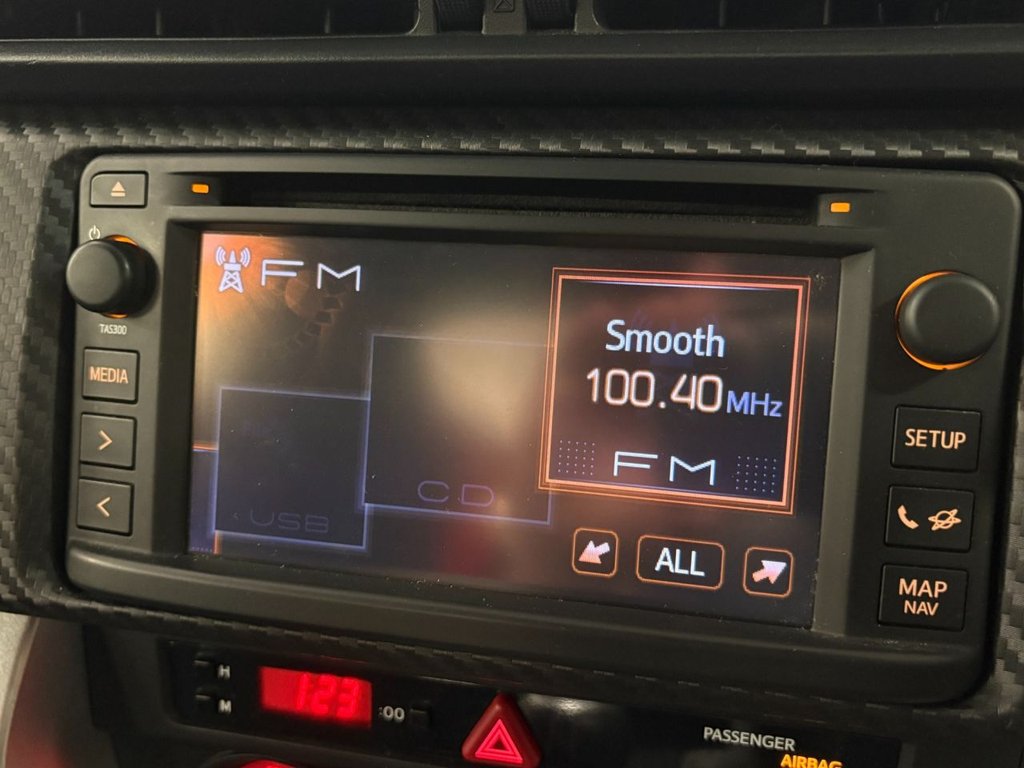 FM
TAS300
MEDIA
>
<
Smooth
100.40 MHz
FM
CD
USB
ALL
SETUP
MAP
NAV
H
M
1:23
:00
PASSENGER
AIRBAG